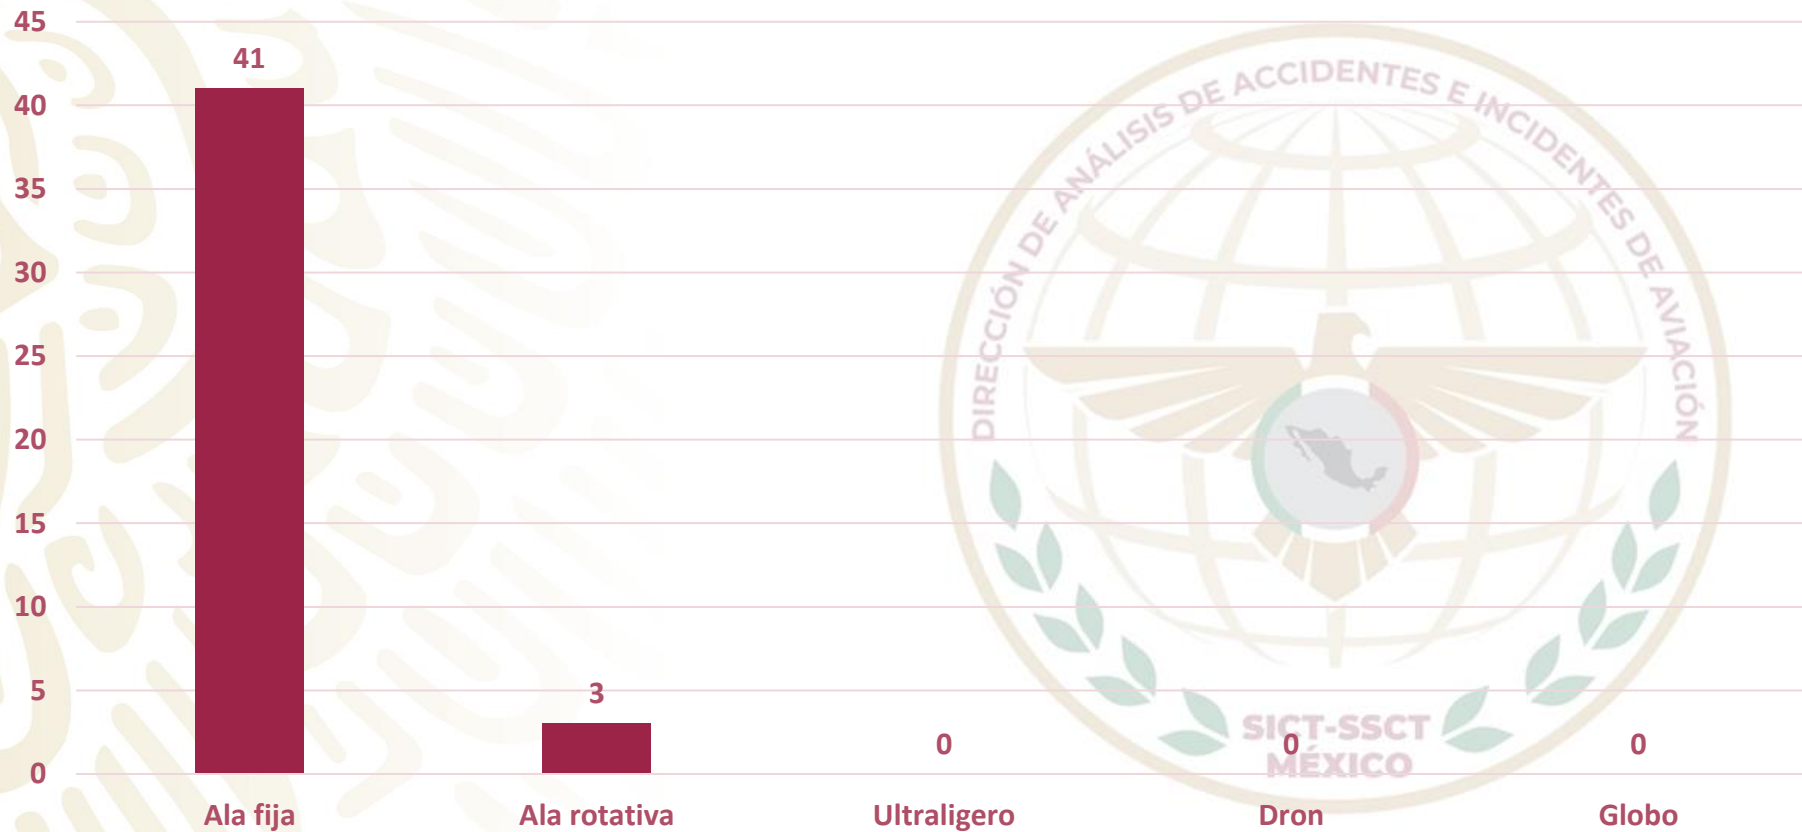 45
40
35
30
25
20
15
10
5
0
41
3
0
0
0
Ala fija
Ala rotativa
Ultraligero
Dron
Globo
DIRECCIÓN DE ANÁLISIS DE ACCIDENTES E INCIDENTES DE AVIACIÓN
SICT-SSCT
MÉXICO